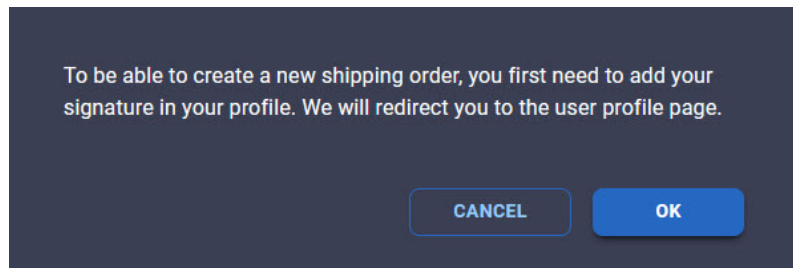 To be able to create a new shipping order, you first need to add your
signature in your profile. We will redirect you to the user profile page.
CANCEL
OK